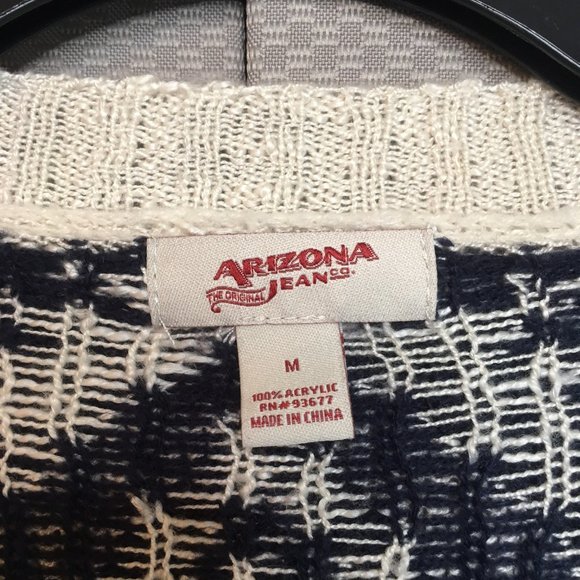 ARIZONA
THE ORIGINAL JEAN CO.
M
100% ACRYLIC
RN# 93677
MADE IN CHINA